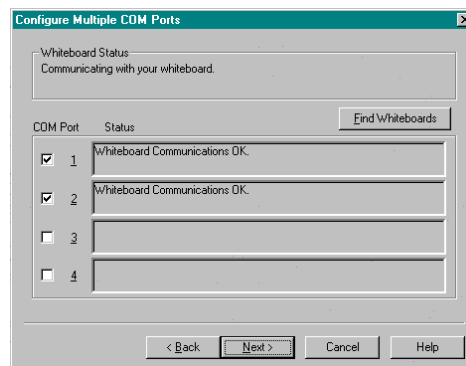 Configure Multiple COM Ports
Whiteboard Status
Communicating with your whiteboard.
Find Whiteboards
COM Port Status
1 Whiteboard Communications OK.
2 Whiteboard Communications OK.
3
4
< Back Next > Cancel Help